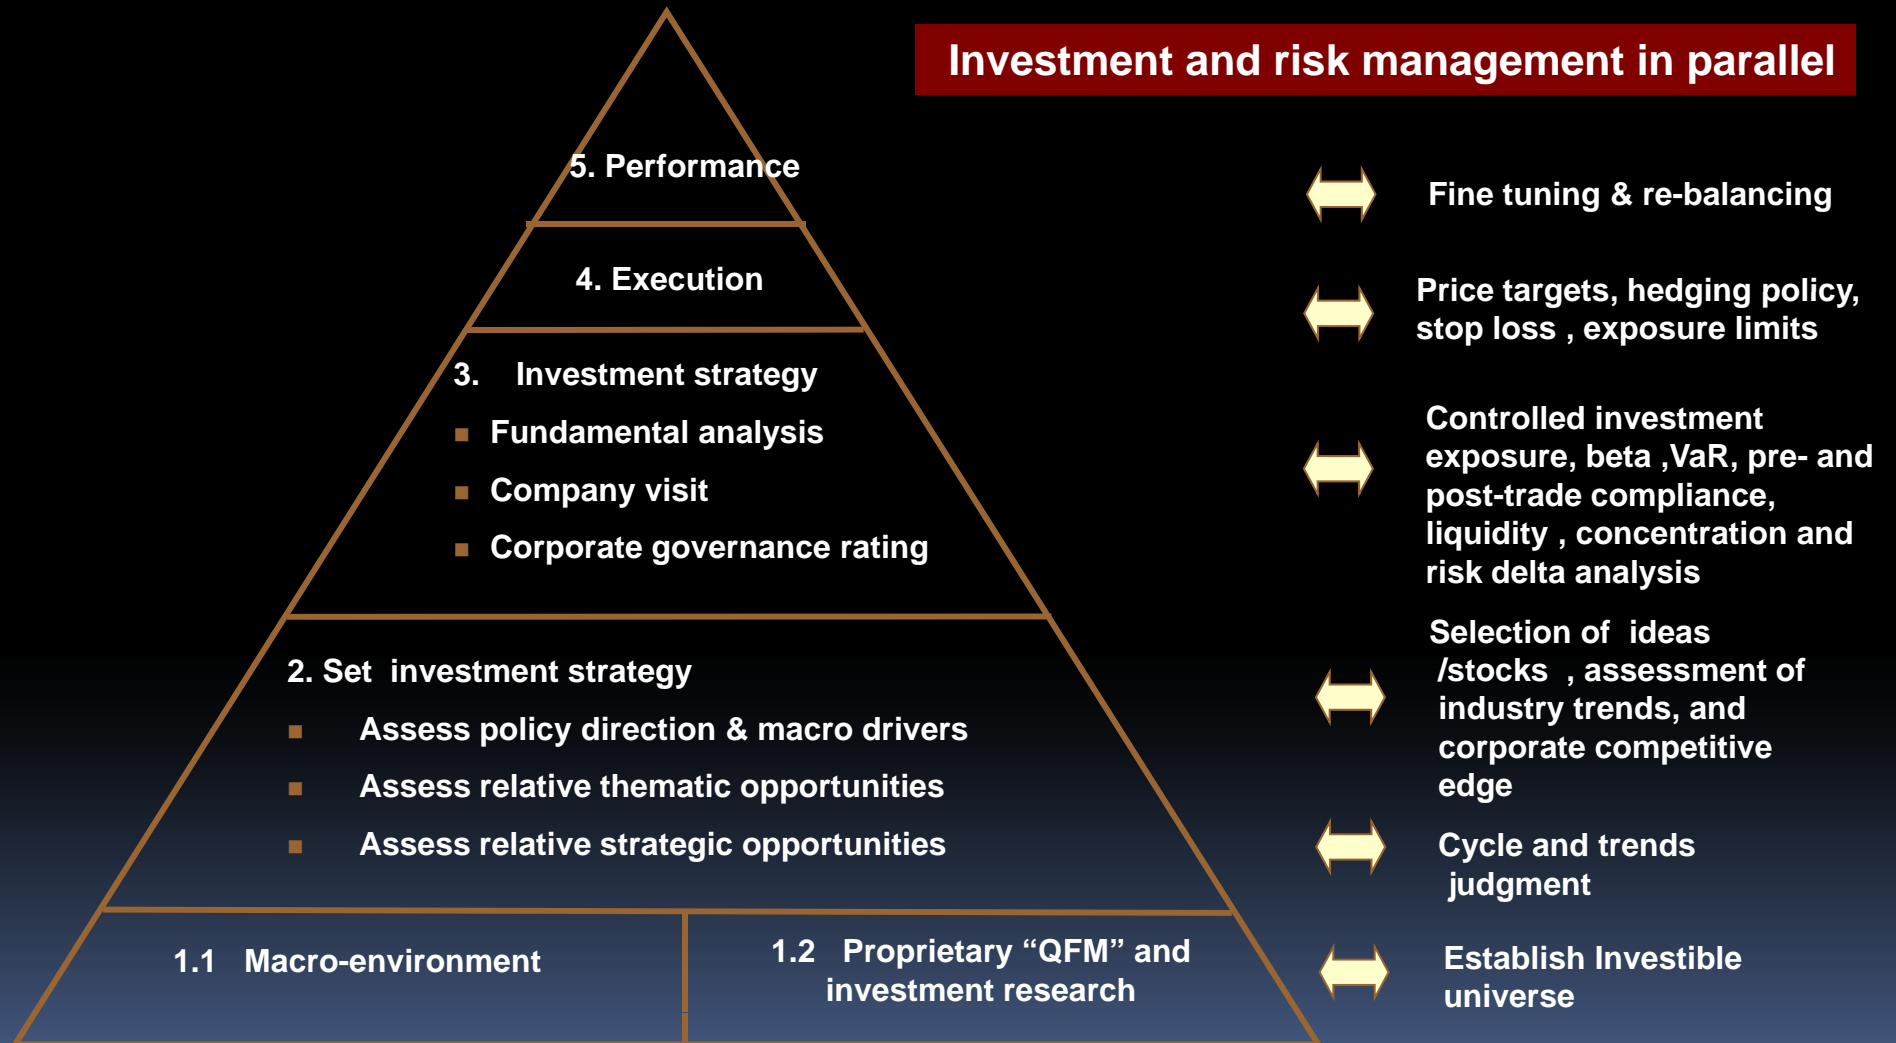 Investment and risk management in parallel
5. Performance
Fine tuning & re-balancing
4. Execution
Price targets, hedging policy,
stop loss , exposure limits
3. Investment strategy
■ Fundamental analysis
■ Company visit
■ Corporate governance rating
Controlled investment
exposure, beta ,VaR, pre- and
post-trade compliance,
liquidity , concentration and
risk delta analysis
2. Set investment strategy
■ Assess policy direction & macro drivers
■ Assess relative thematic opportunities
■ Assess relative strategic opportunities
Selection of ideas
/stocks , assessment of
industry trends, and
corporate competitive
edge
Cycle and trends
judgment
1.1 Macro-environment
1.2 Proprietary “QFM” and
investment research
Establish Investible
universe